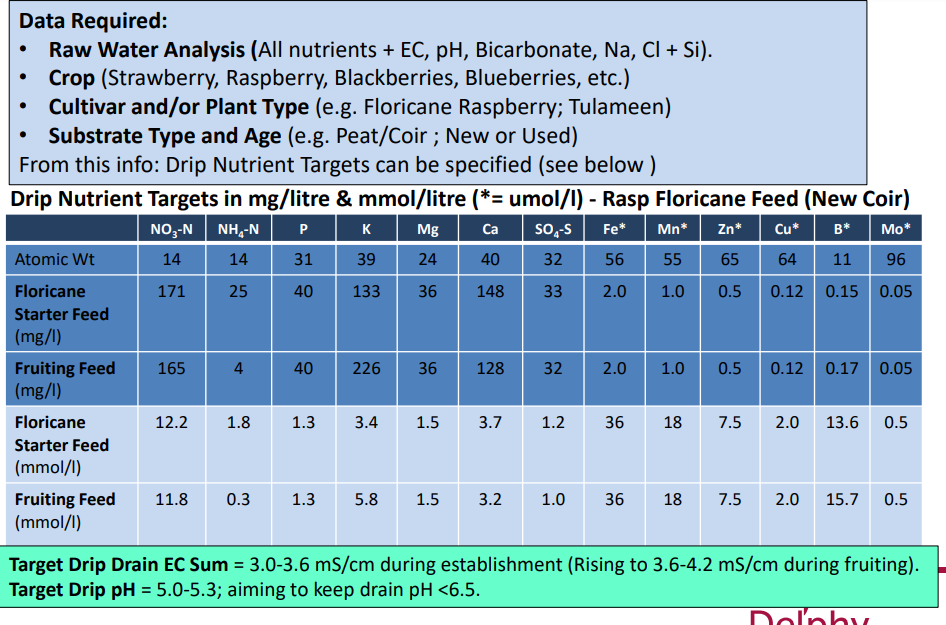 Data Required:
• Raw Water Analysis (All nutrients + EC, pH, Bicarbonate, Na, Cl + Si).
• Crop (Strawberry, Raspberry, Blackberries, Blueberries, etc.)
• Cultivar and/or Plant Type (e.g. Floricane Raspberry; Tulameen)
• Substrate Type and Age (e.g. Peat/Coir ; New or Used)
From this info: Drip Nutrient Targets can be specified (see below )
Drip Nutrient Targets in mg/litre & mmol/litre (*= umol/l) - Rasp Floricane Feed (New Coir)
NO3-N NH4-N P K Mg Ca SO4-S Fe* Mn* Zn* Cu* B* Mo*
Atomic Wt 14 14 31 39 24 40 32 56 55 65 64 11 96
Floricane 171 25 40 133 36 148 33 2.0 1.0 0.5 0.12 0.15 0.05
Starter Feed
(mg/l)
Fruiting Feed 165 4 40 226 36 128 32 2.0 1.0 0.5 0.12 0.17 0.05
(mg/l)
Floricane 12.2 1.8 1.3 3.4 1.5 3.7 1.2 36 18 7.5 2.0 13.6 0.5
Starter Feed
(mmol/l)
Fruiting Feed 11.8 0.3 1.3 5.8 1.5 3.2 1.0 36 18 7.5 2.0 15.7 0.5
(mmol/l)
Target Drip Drain EC Sum = 3.0-3.6 mS/cm during establishment (Rising to 3.6-4.2 mS/cm during fruiting).
Target Drip pH = 5.0-5.3; aiming to keep drain pH <6.5.
Delphy